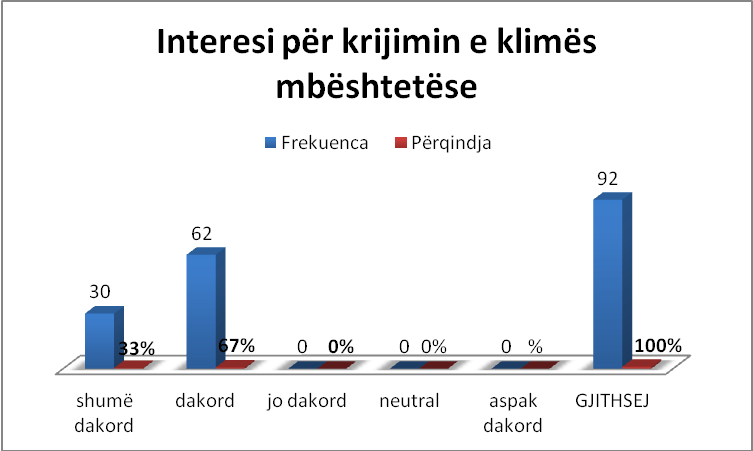 Interesi për krijimin e klimës
mbështetëse
Frekuenca Përqindja
92
62
30
33% 67% 0 0% 0 0% 0 % 100%
shumë dakord jo dakord neutral aspak GJITHSEJ
dakord dakord